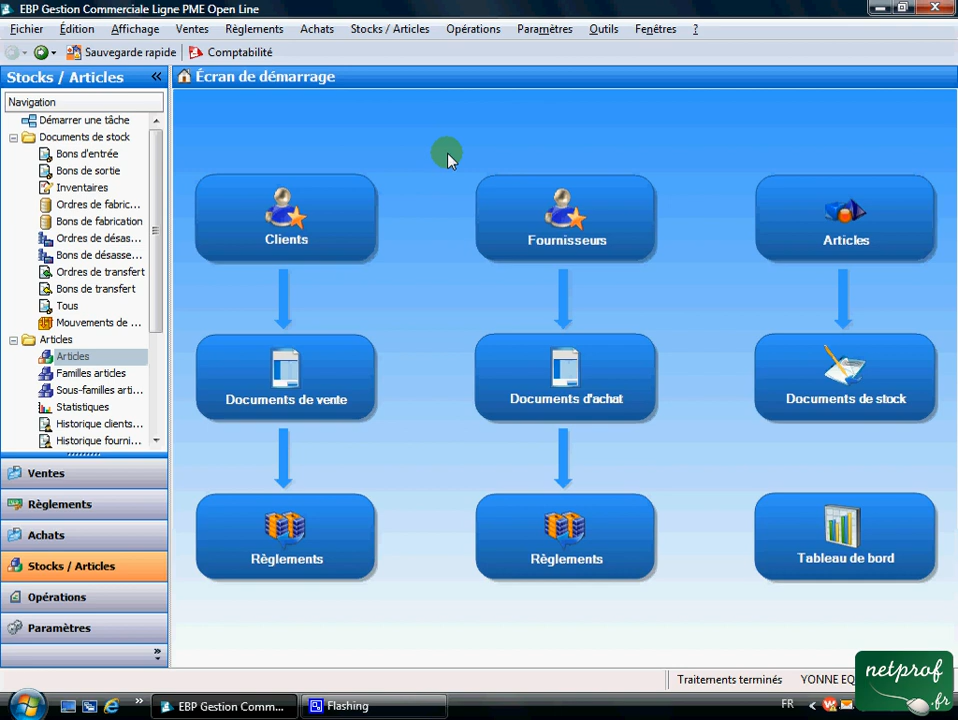 EBP Gestion Commerciale Ligne PME Open Line
Fichier Édition Affichage Ventes Règlements Achats Stocks / Articles Opérations Paramètres Outils Fenêtres ?
Sauvegarde rapide Comptabilité
Stocks / Articles «
Écran de démarrage
Navigation
Démarrer une tâche
Documents de stock
Bons d'entrée
Bons de sortie
Inventaires
Ordres de fabric...
Bons de fabrication
Ordres de désas...
Bons de désasse...
Ordres de transfert
Bons de transfert
Tous
Mouvements de ...
Articles
Articles
Familles articles
Sous-familles arti...
Statistiques
Historique clients...
Historique fourni...
Ventes
Règlements
Achats
Stocks / Articles
Opérations
Paramètres
»
Clients
Fournisseurs
Articles
Documents de vente
Documents d'achat
Documents de stock
Règlements
Règlements
Tableau de bord
Traitements terminés
YONNE EQ
netprof
.fr
» EBP Gestion Comm...
Flashing
FR <